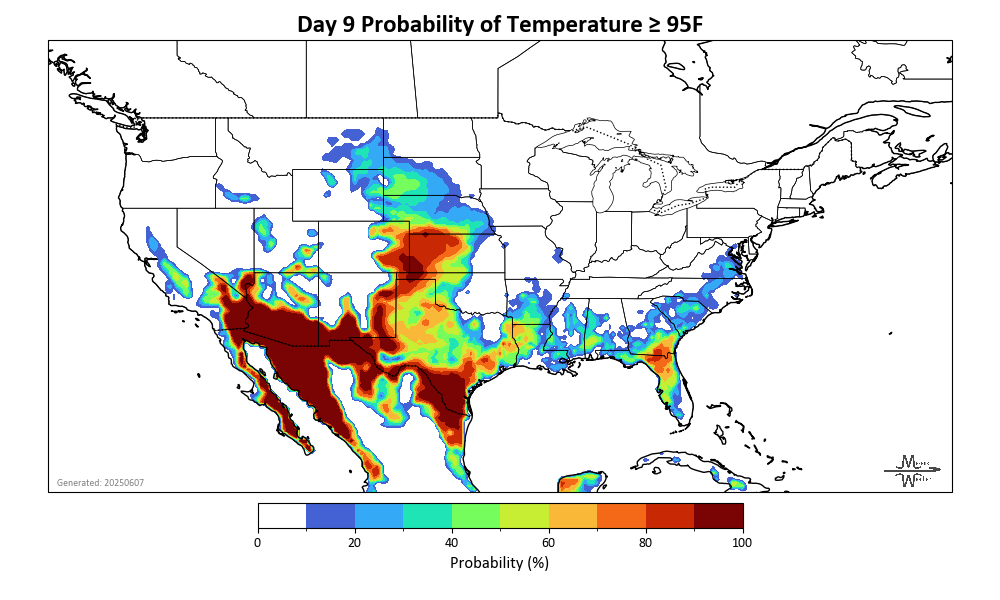 Day 9 Probability of Temperature ≥ 95F
Generated: 20250607
0 20 40 60 80 100
Probability (%)